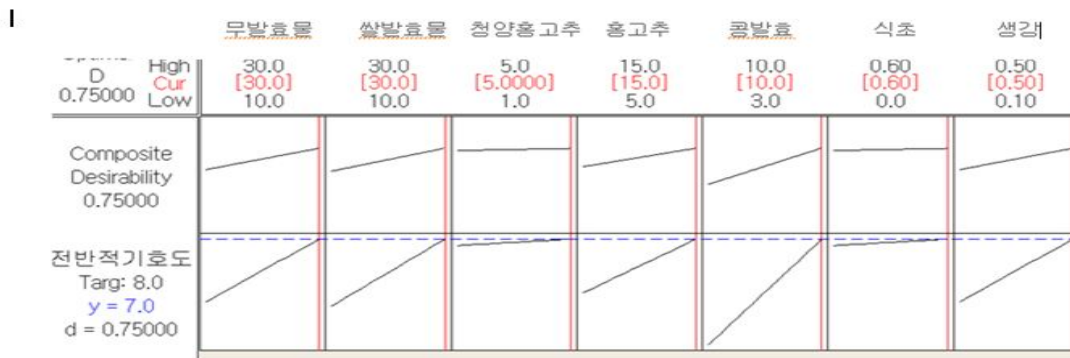 I
무발효물 쌀발효물 청양홍고추 홍고추 콩발효 식초 생강
High 30.0 30.0 5.0 15.0 10.0 0.60 0.50
D Cur [30.0] [30.0] [5.0000] [15.0] [10.0] [0.60] [0.50]
0.75000 Low 10.0 10.0 1.0 5.0 3.0 0.0 0.10
Composite
Desirability
0.75000
전반적기호도
Targ: 8.0
y = 7.0
d = 0.75000